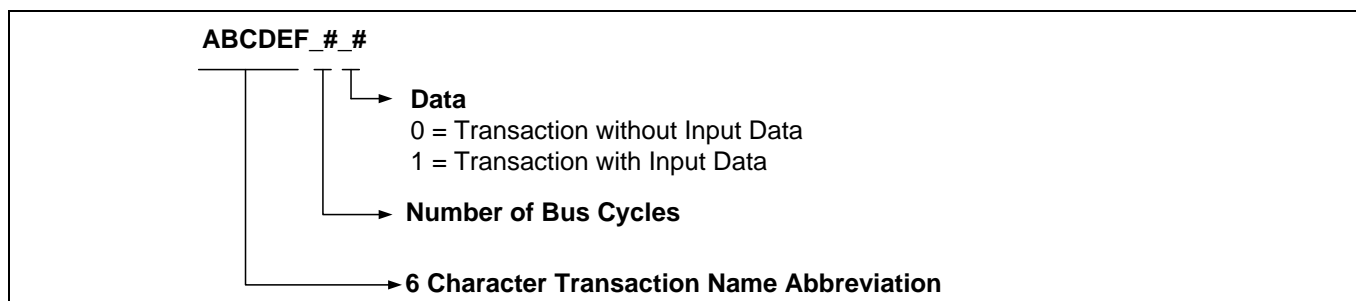 ABCDEF_#_#
Data
0 = Transaction without Input Data
1 = Transaction with Input Data
Number of Bus Cycles
6 Character Transaction Name Abbreviation